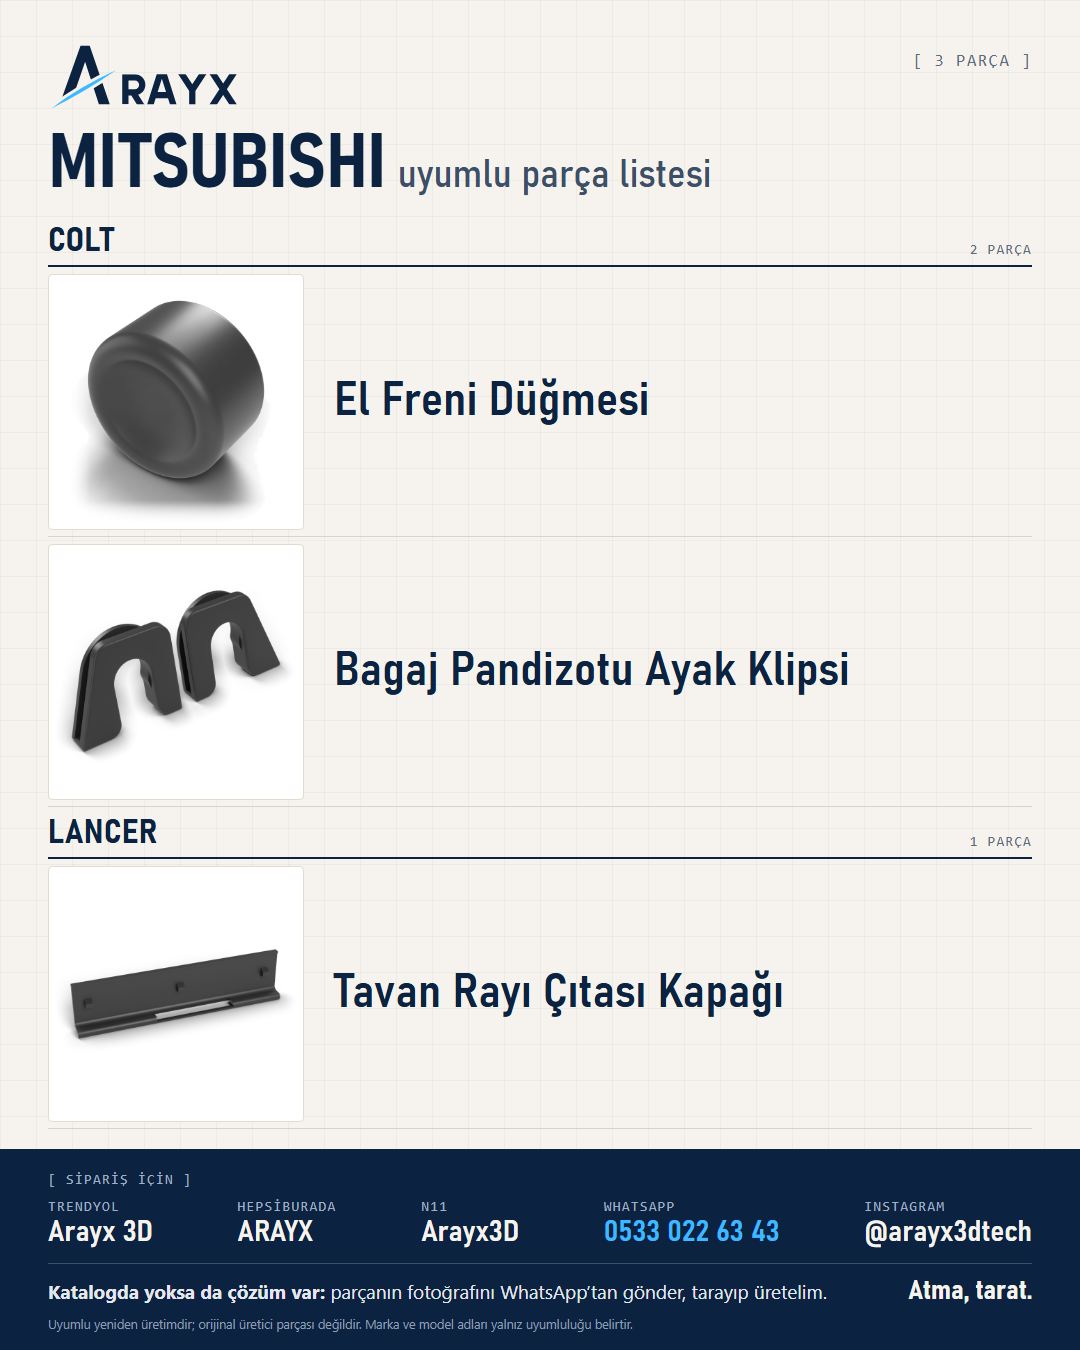 ARAYX
[ 3 PARÇA ]
MITSUBISHI uyumlu parça listesi
COLT
2 PARÇA
El Freni Düğmesi
Bagaj Pandizotu Ayak Klipsi
LANCER
1 PARÇA
Tavan Rayı Çıtası Kapağı
[ SİPARİŞ İÇİN ]
TRENDYOL
Arayx 3D
HEPSİBURADA
ARAYX
N11
Arayx3D
WHATSAPP
0533 022 63 43
INSTAGRAM
@arayx3dtech
Katalogda yoksa da çözüm var: parçanın fotoğrafını WhatsApp'tan gönder, tarayıp üretelim.
Atma, tarat.
Uyumlu yeniden üretimdir; orijinal üretici parçası değildir. Marka ve model adları yalnız uyumluluğu belirtir.